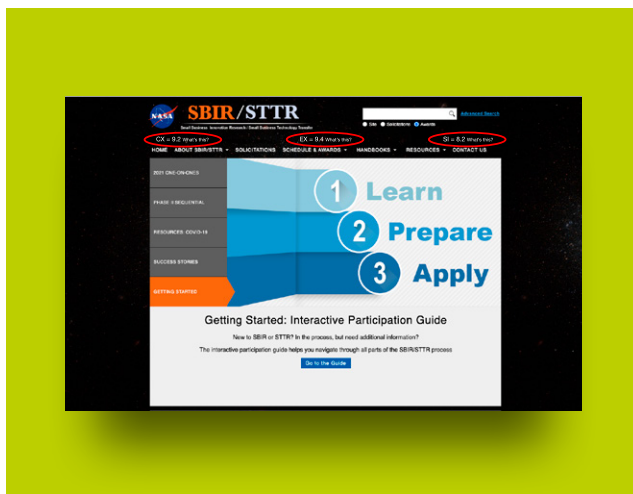 NASA
SBIR/STTR
Small Business Innovation Research/Small Business Technology Transfer
Advanced Search
Site Solicitations Awards
CX = 9.2 What's this?
EX = 9.4 What's this?
SI = 8.2 What's this?
HOME ABOUT SBIR/STTR SOLICITATIONS SCHEDULE & AWARDS HANDBOOKS RESOURCES CONTACT US
2021 ONE-ON-ONES
PHASE II SEQUENTIAL
RESOURCES: COVID-19
SUCCESS STORIES
GETTING STARTED
1 Learn
2 Prepare
3 Apply
Getting Started: Interactive Participation Guide
New to SBIR or STTR? In the process, but need additional information?
The interactive participation guide helps you navigate through all parts of the SBIR/STTR process
Go to the Guide